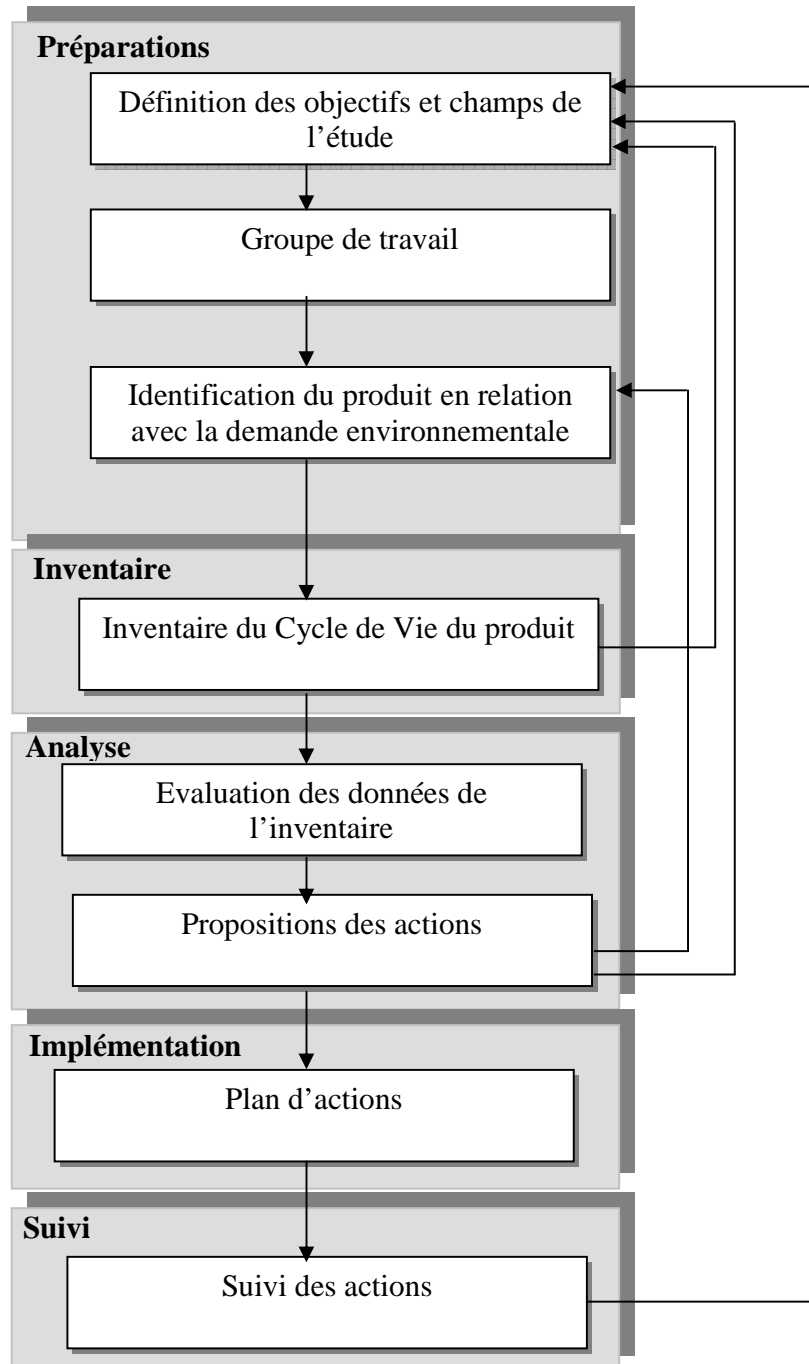 Préparations
Définition des objectifs et champs de
l’étude
Groupe de travail
Identification du produit en relation
avec la demande environnementale
Inventaire
Inventaire du Cycle de Vie du produit
Analyse
Evaluation des données de
l’inventaire
Propositions des actions
Implémentation
Plan d’actions
Suivi
Suivi des actions